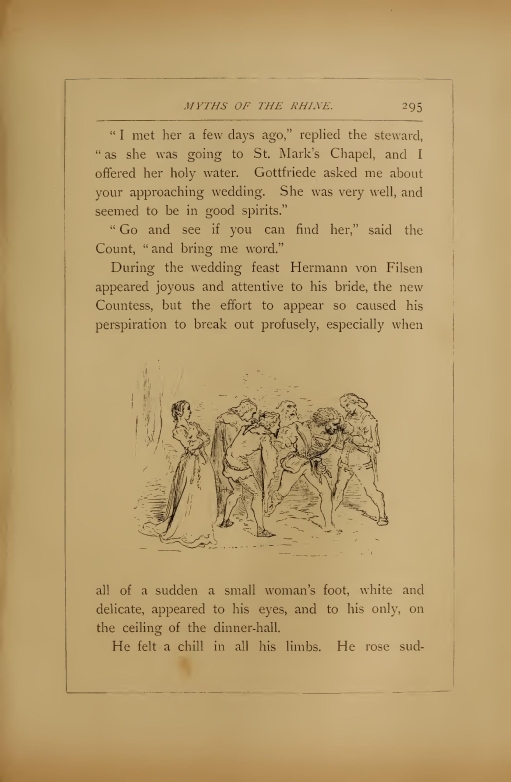 MYTHS OF THE RHINE. 295
" I met her a few days ago," replied the steward,
" as she was going to St. Mark's Chapel, and I
offered her holy water. Gottfriede asked me about
your approaching wedding. She was very well, and
seemed to be in good spirits."
" Go and see if you can find her," said the
Count, " and bring me word."
During the wedding feast Hermann von Filsen
appeared joyous and attentive to his bride, the new
Countess, but the effort to appear so caused his
perspiration to break out profusely, especially when
all of a sudden a small woman's foot, white and
delicate, appeared to his eyes, and to his only, on
the ceiling of the dinner-hall.
He felt a chill in all his limbs. He rose sud-